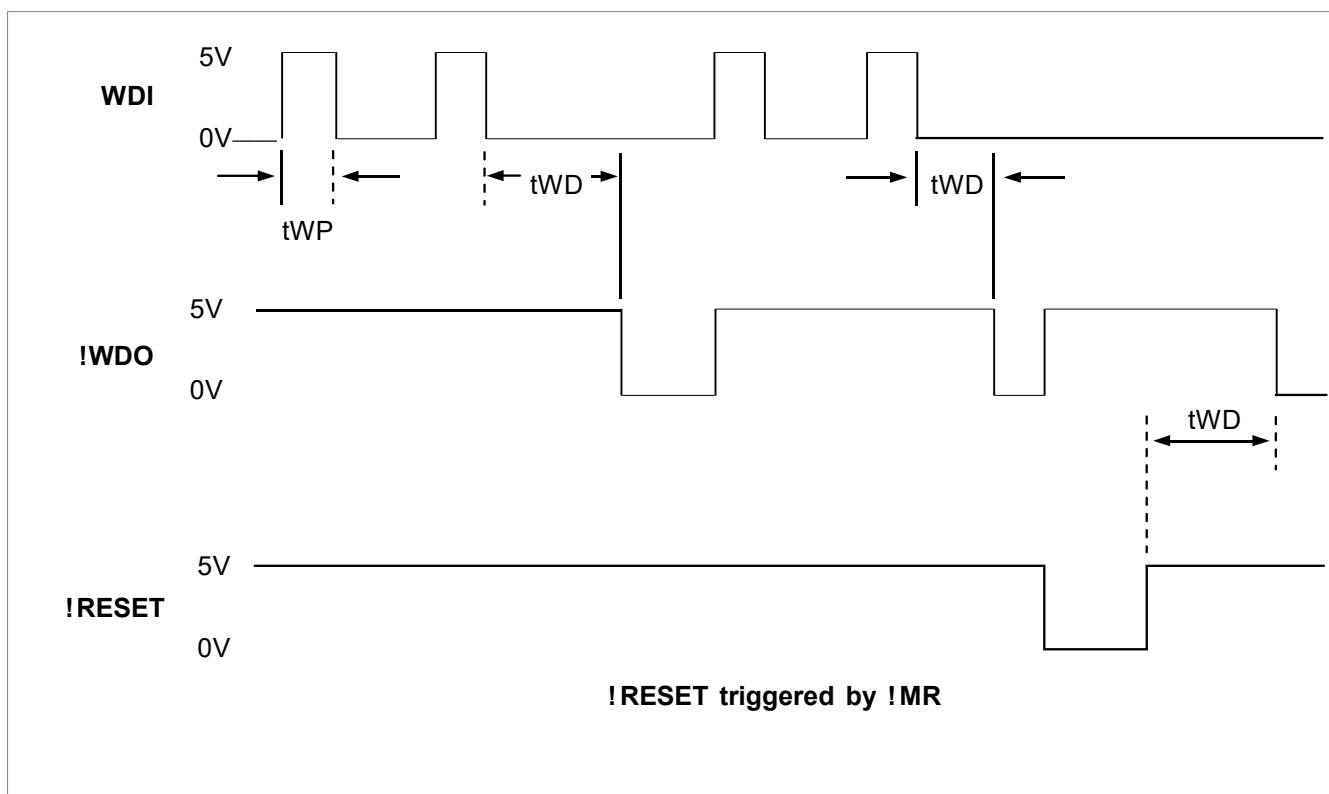 5V
WDI
0V
tWD
tWD
tWP
5V
!WDO
0V
tWD
5V
!RESET
0V
!RESET triggered by !MR